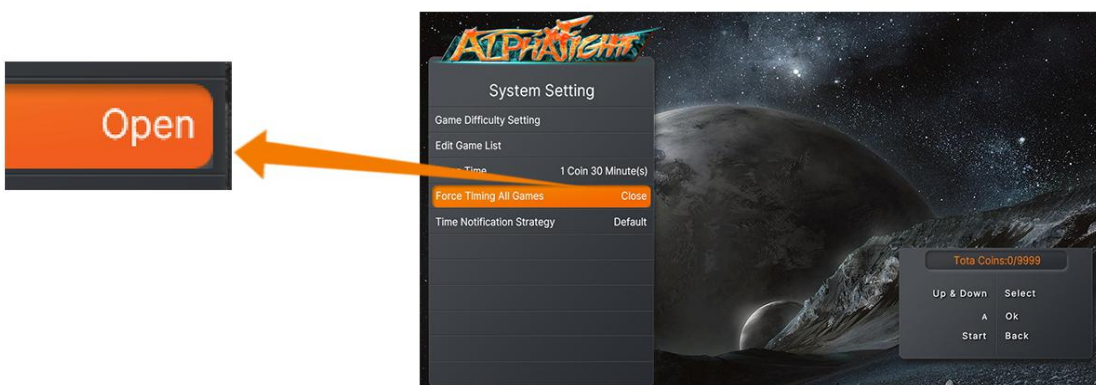 Open
ALPHAFIGHT
System Setting
Game Difficulty Setting
Edit Game List
Time 1 Coin 30 Minute(s)
Force Timing All Games Close
Time Notification Strategy Default
Tota Coins:0/9999
Up & Down Select
A Ok
Start Back